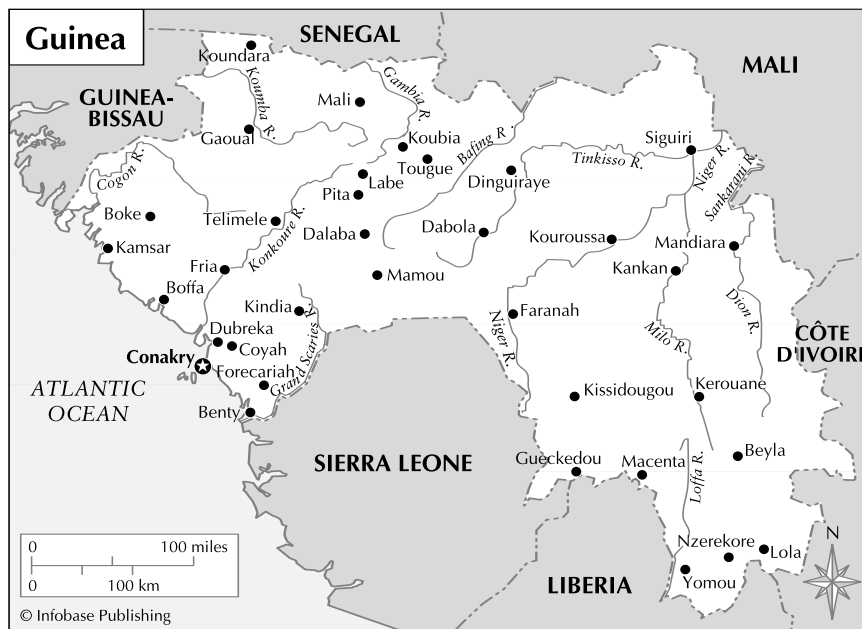 Guinea
SENEGAL
MALI
GUINEA-
BISSAU
Koundara
Koumba R.
Mali
Gambia R.
Gaoual
Koubia
Tougue
Bafing R.
Siguiri
Niger R.
Tinkisso R.
Sankarani R.
Cogon R.
Labe
Pita
Dinguiraye
Boke
Telimele
Konkoure R.
Dalaba
Dabola
Kouroussa
Mandiara
Kamsar
Fria
Mamou
Kankan
Boffa
Kindia
Faranah
Dion R.
Dubreka
Coyah
Grand Scaries R.
Niger R.
Milo R.
CÔTE
D'IVOIRE
Conakry
Forecariah
ATLANTIC
OCEAN
Benty
Kissidougou
Kerouane
SIERRA LEONE
Gueckedou
Macenta
Loffa R.
Beyla
Nzerekore
Lola
Yomou
LIBERIA
N
0 100 miles
0 100 km
© Infobase Publishing